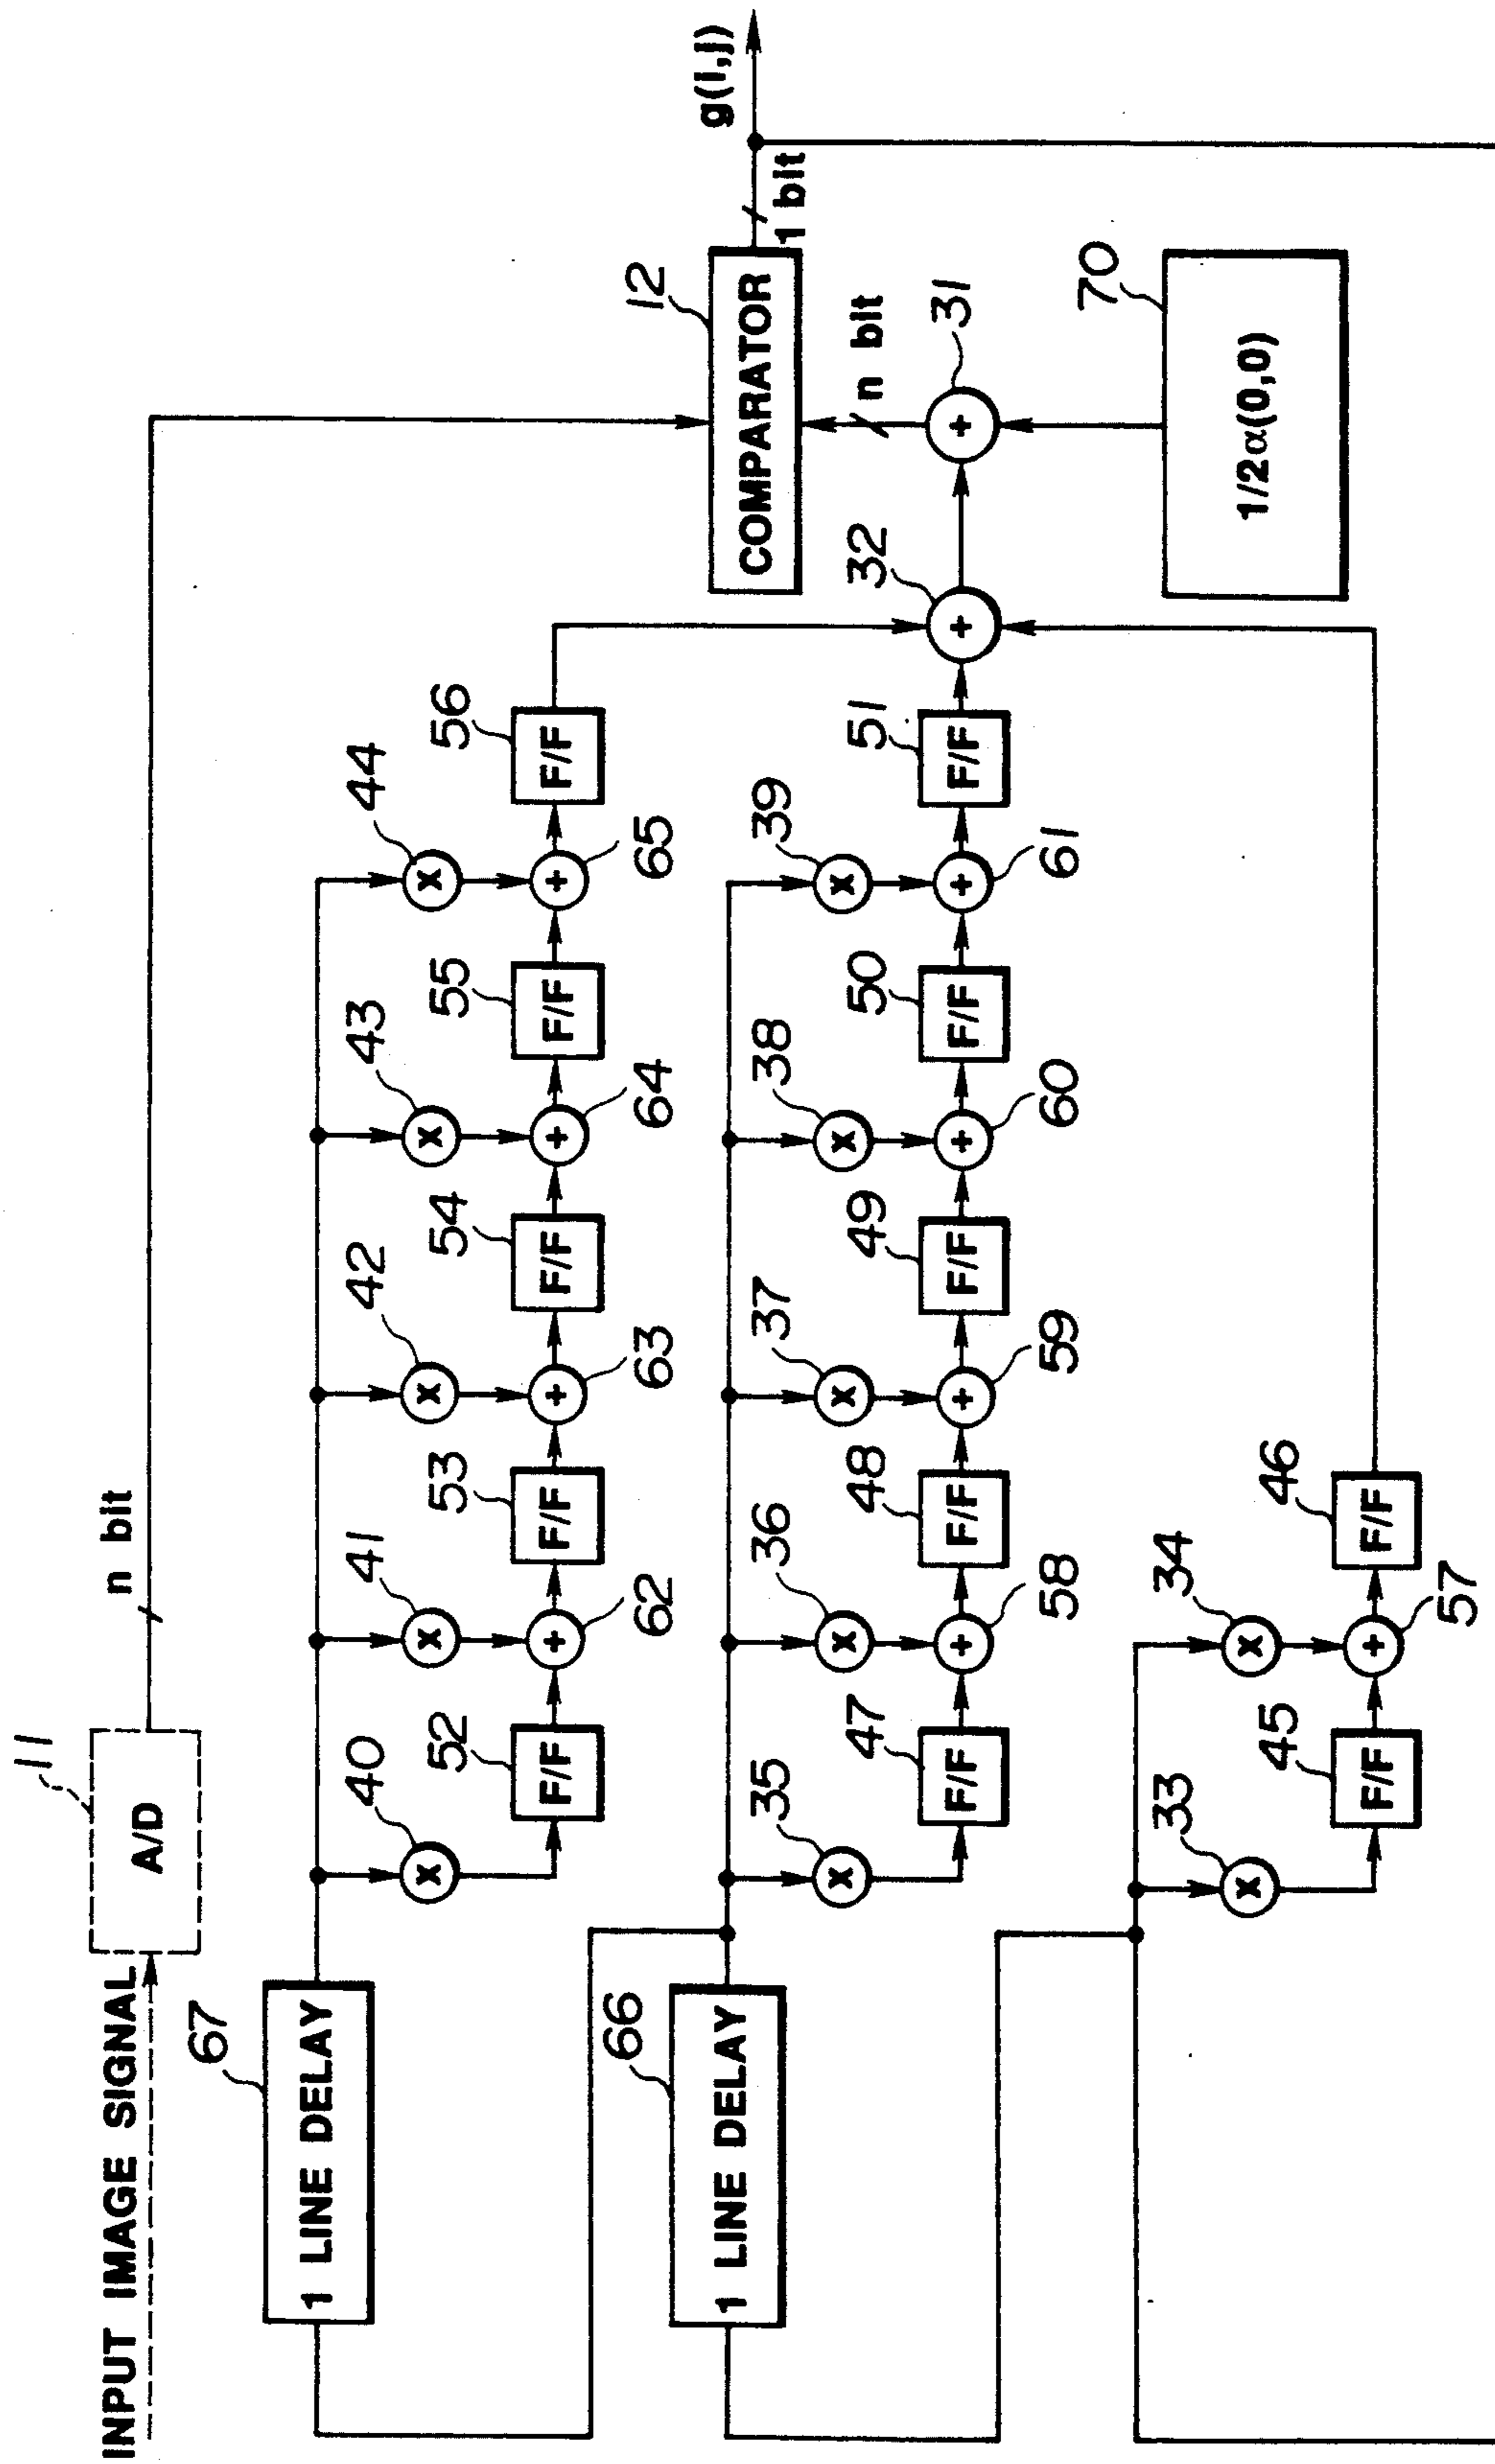 INPUT IMAGE SIGNAL
11
A/D
n bit
67
1 LINE DELAY
40
41
42
43
44
x
x
x
x
x
52
53
54
55
56
F/F
+
F/F
+
F/F
+
F/F
+
F/F
62
63
64
65
12
COMPARATOR
1 bit
g(i,j)
66
1 LINE DELAY
35
36
37
38
39
x
x
x
x
x
n bit
47
48
49
50
51
32
31
F/F
+
F/F
+
F/F
+
F/F
+
F/F
+
+
58
59
60
61
70
1/2α(0,0)
33
34
x
x
45
46
F/F
+
F/F
57